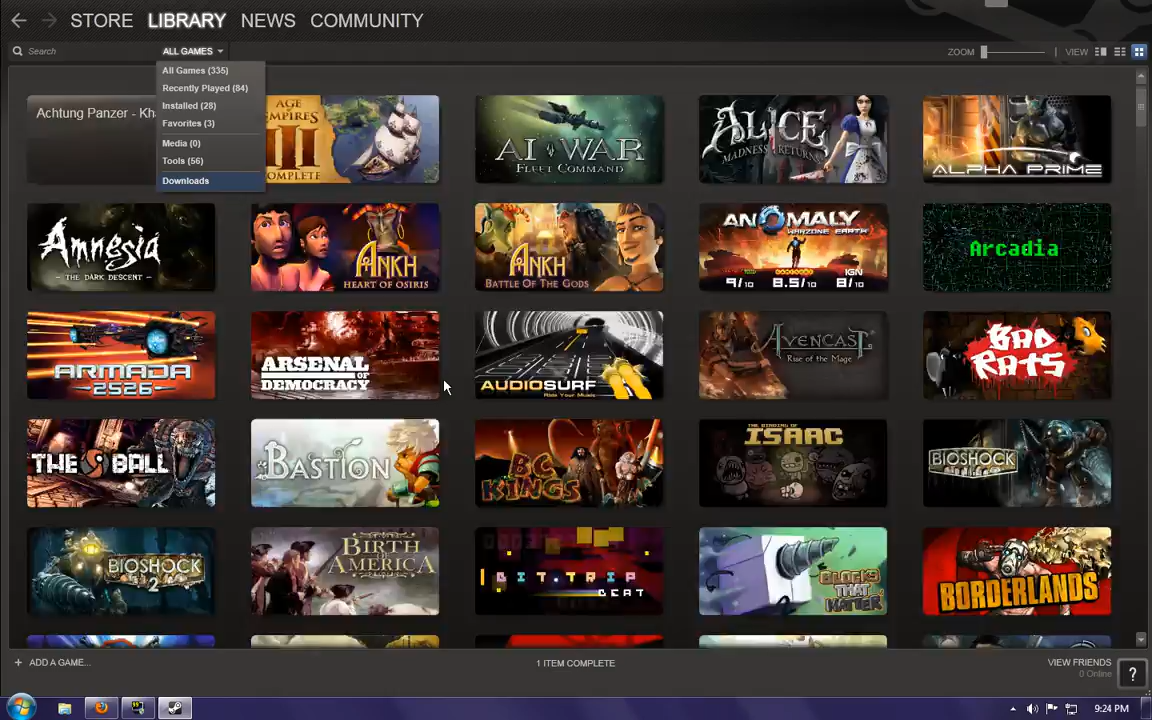 STORE LIBRARY NEWS COMMUNITY
Search
ALL GAMES
ZOOM
VIEW
All Games (335)
Recently Played (84)
Installed (28)
Favorites (3)
Media (0)
Tools (56)
Downloads
Achtung Panzer - Kh
AGE
EMPIRES
III
COMPLETE
AI WAR
FLEET COMMAND
ALICE
MADNESS RETURNS
ALPHA PRIME
Amnesia
THE DARK DESCENT
ANKH
HEART OF OSIRIS
ANKH
BATTLE OF THE GODS
ANOMALY
WARZONE EARTH
IGN
9/10 8.5/10 8/10
Arcadia
ARMADA
2526
ARSENAL OF
DEMOCRACY
AUDIOSURF
Ride Your Music
AVENCAST
Rise of the Mage
BAD
RATS
THE BALL
BASTION
BC
KINGS
THE BINDING OF
ISAAC
BIOSHOCK
BIOSHOCK
2
BIRTH
OF
AMERICA
BIT.TRIP
BEAT
BLOCKS
THAT
MATTER
BORDERLANDS
+ ADD A GAME...
1 ITEM COMPLETE
VIEW FRIENDS
0 Online
?
9:24 PM